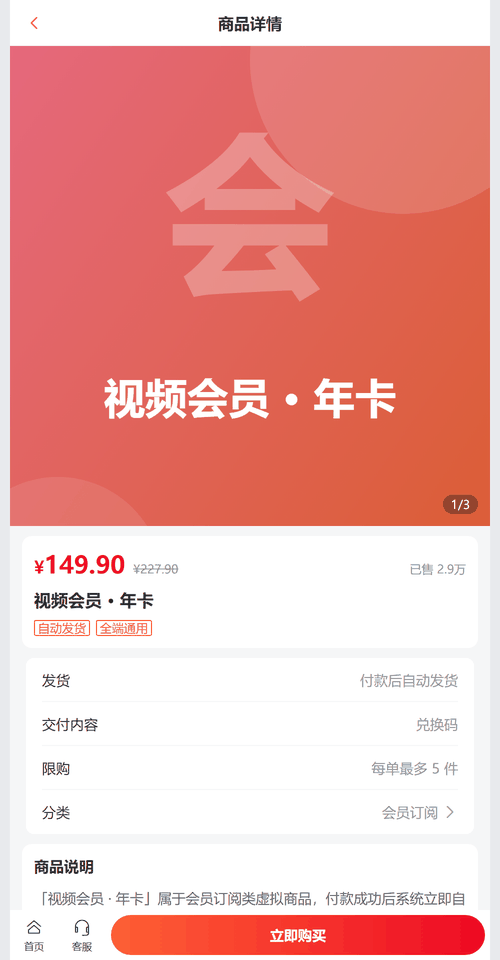 商品详情
会
视频会员·年卡
1/3
¥149.90 ¥227.90 已售 2.9万
视频会员·年卡
自动发货 全端通用
发货 付款后自动发货
交付内容 兑换码
限购 每单最多 5 件
分类 会员订阅
商品说明
「视频会员 · 年卡」属于会员订阅类虚拟商品，付款成功后系统立即自
首页 客服 立即购买